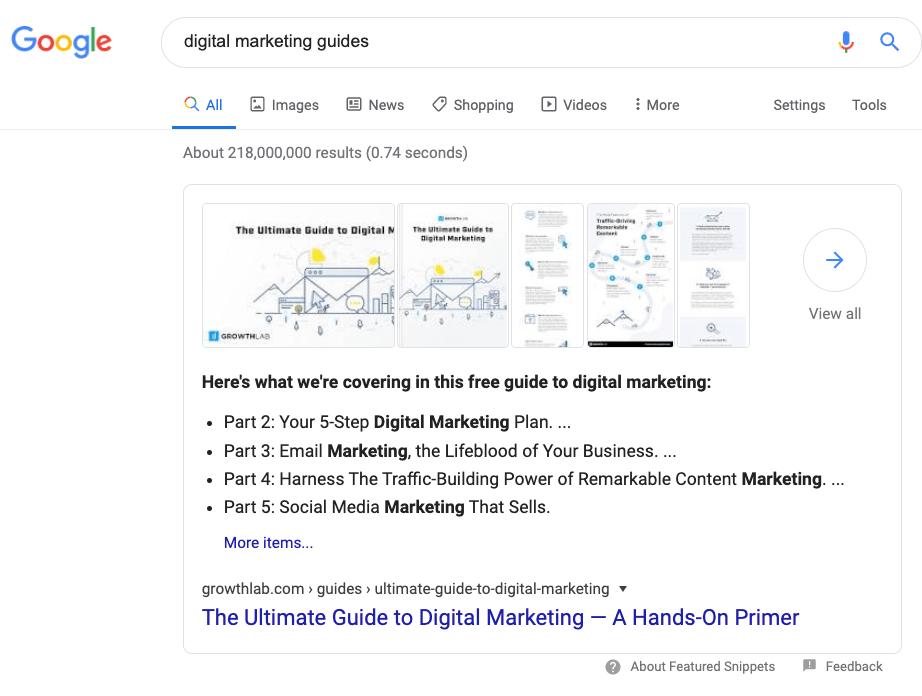 Google
digital marketing guides
All Images News Shopping Videos More Settings Tools
About 218,000,000 results (0.74 seconds)
The Ultimate Guide to Digital M
GROWTHLAB
GROWTHLAB
The Ultimate Guide to
Digital Marketing
Traffic-Driving
Remarkable
Content
View all
Here's what we're covering in this free guide to digital marketing:
• Part 2: Your 5-Step Digital Marketing Plan. ...
• Part 3: Email Marketing, the Lifeblood of Your Business. ...
• Part 4: Harness The Traffic-Building Power of Remarkable Content Marketing. ...
• Part 5: Social Media Marketing That Sells.
More items...
growthlab.com › guides › ultimate-guide-to-digital-marketing
The Ultimate Guide to Digital Marketing — A Hands-On Primer
About Featured Snippets Feedback